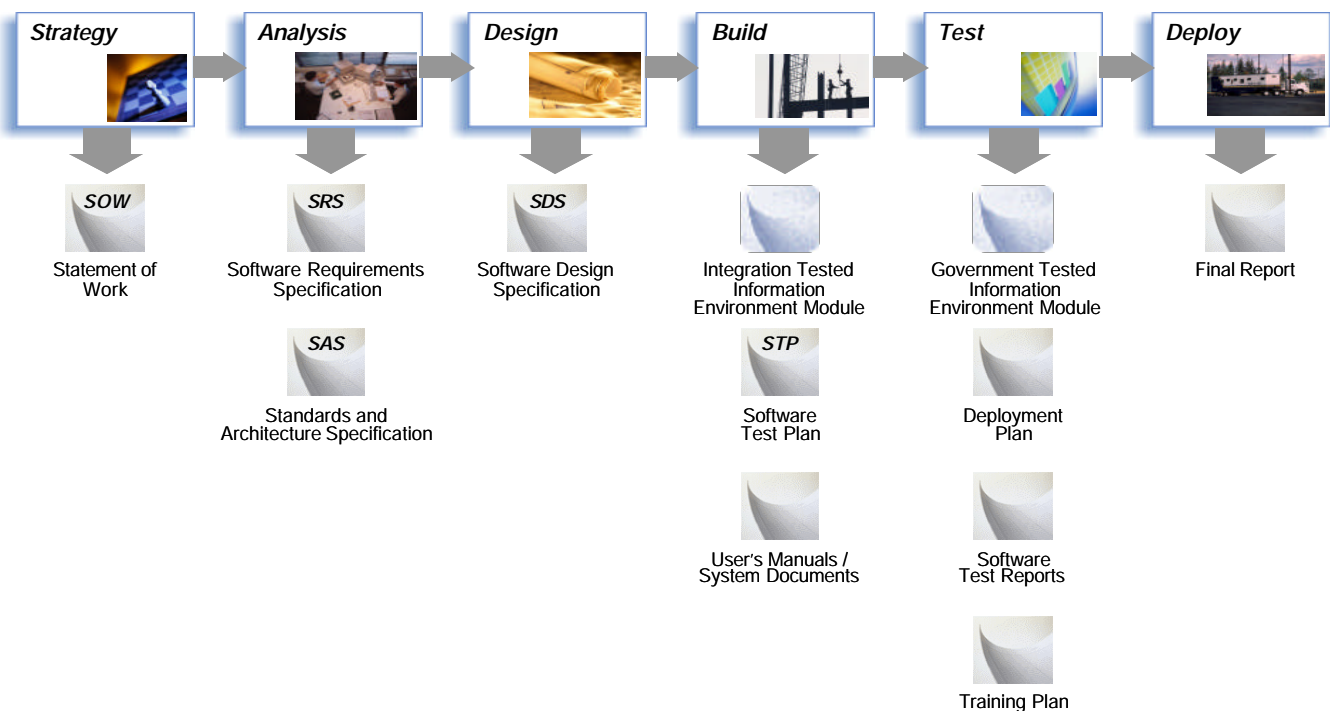 Strategy
Analysis
Design
Build
Test
Deploy
SOW
Statement of
Work
SRS
Software Requirements
Specification
SAS
Standards and
Architecture Specification
SDS
Software Design
Specification
Integration Tested
Information
Environment Module
STP
Software
Test Plan
User's Manuals /
System Documents
Government Tested
Information
Environment Module
Deployment
Plan
Software
Test Reports
Training Plan
Final Report